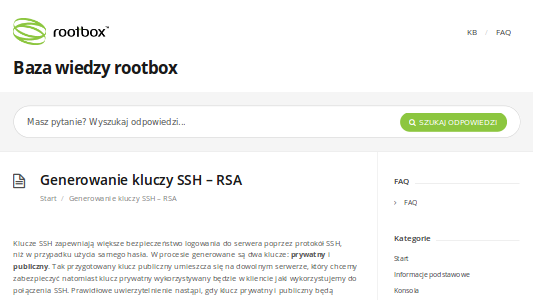 rootbox™
KB / FAQ
Baza wiedzy rootbox
Masz pytanie? Wyszukaj odpowiedzi...
SZUKAJ ODPOWIEDZI
Generowanie kluczy SSH – RSA
Start / Generowanie kluczy SSH – RSA
Klucze SSH zapewniają większe bezpieczeństwo logowania do serwera poprzez protokół SSH,
niż w przypadku użycia samego hasła. W procesie generowane są dwa klucze: prywatny i
publiczny. Tak przygotowany klucz publiczny umieszcza się na dowolnym serwerze, który chcemy
zabezpieczyć natomiast klucz prywatny wykorzystywany będzie w kliencie jaki wykorzystujemy do
połączenia SSH. Prawidłowe uwierzytelnienie nastąpi, gdy klucz prywatny i publiczny będą
FAQ
FAQ
Kategorie
Start
Informacje podstawowe
Konsola